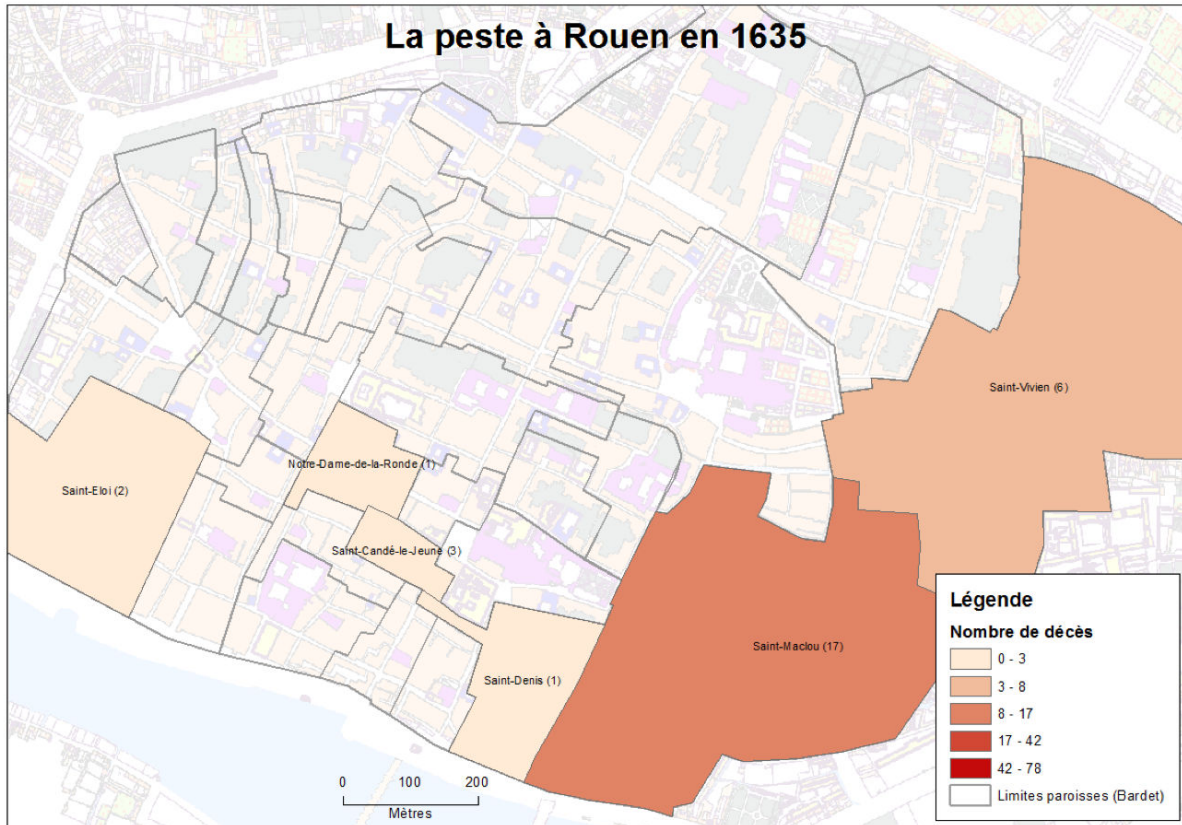 La peste à Rouen en 1635
Saint-Vivien (6)
Notre-Dame-de-la-Ronde (1)
Saint-Eloi (2)
Saint-Candé-le-Jeune (3)
Saint-Maclou (17)
Saint-Denis (1)
0 100 200
Mètres
Légende
Nombre de décès
0 - 3
3 - 8
8 - 17
17 - 42
42 - 78
Limites paroisses (Bardet)